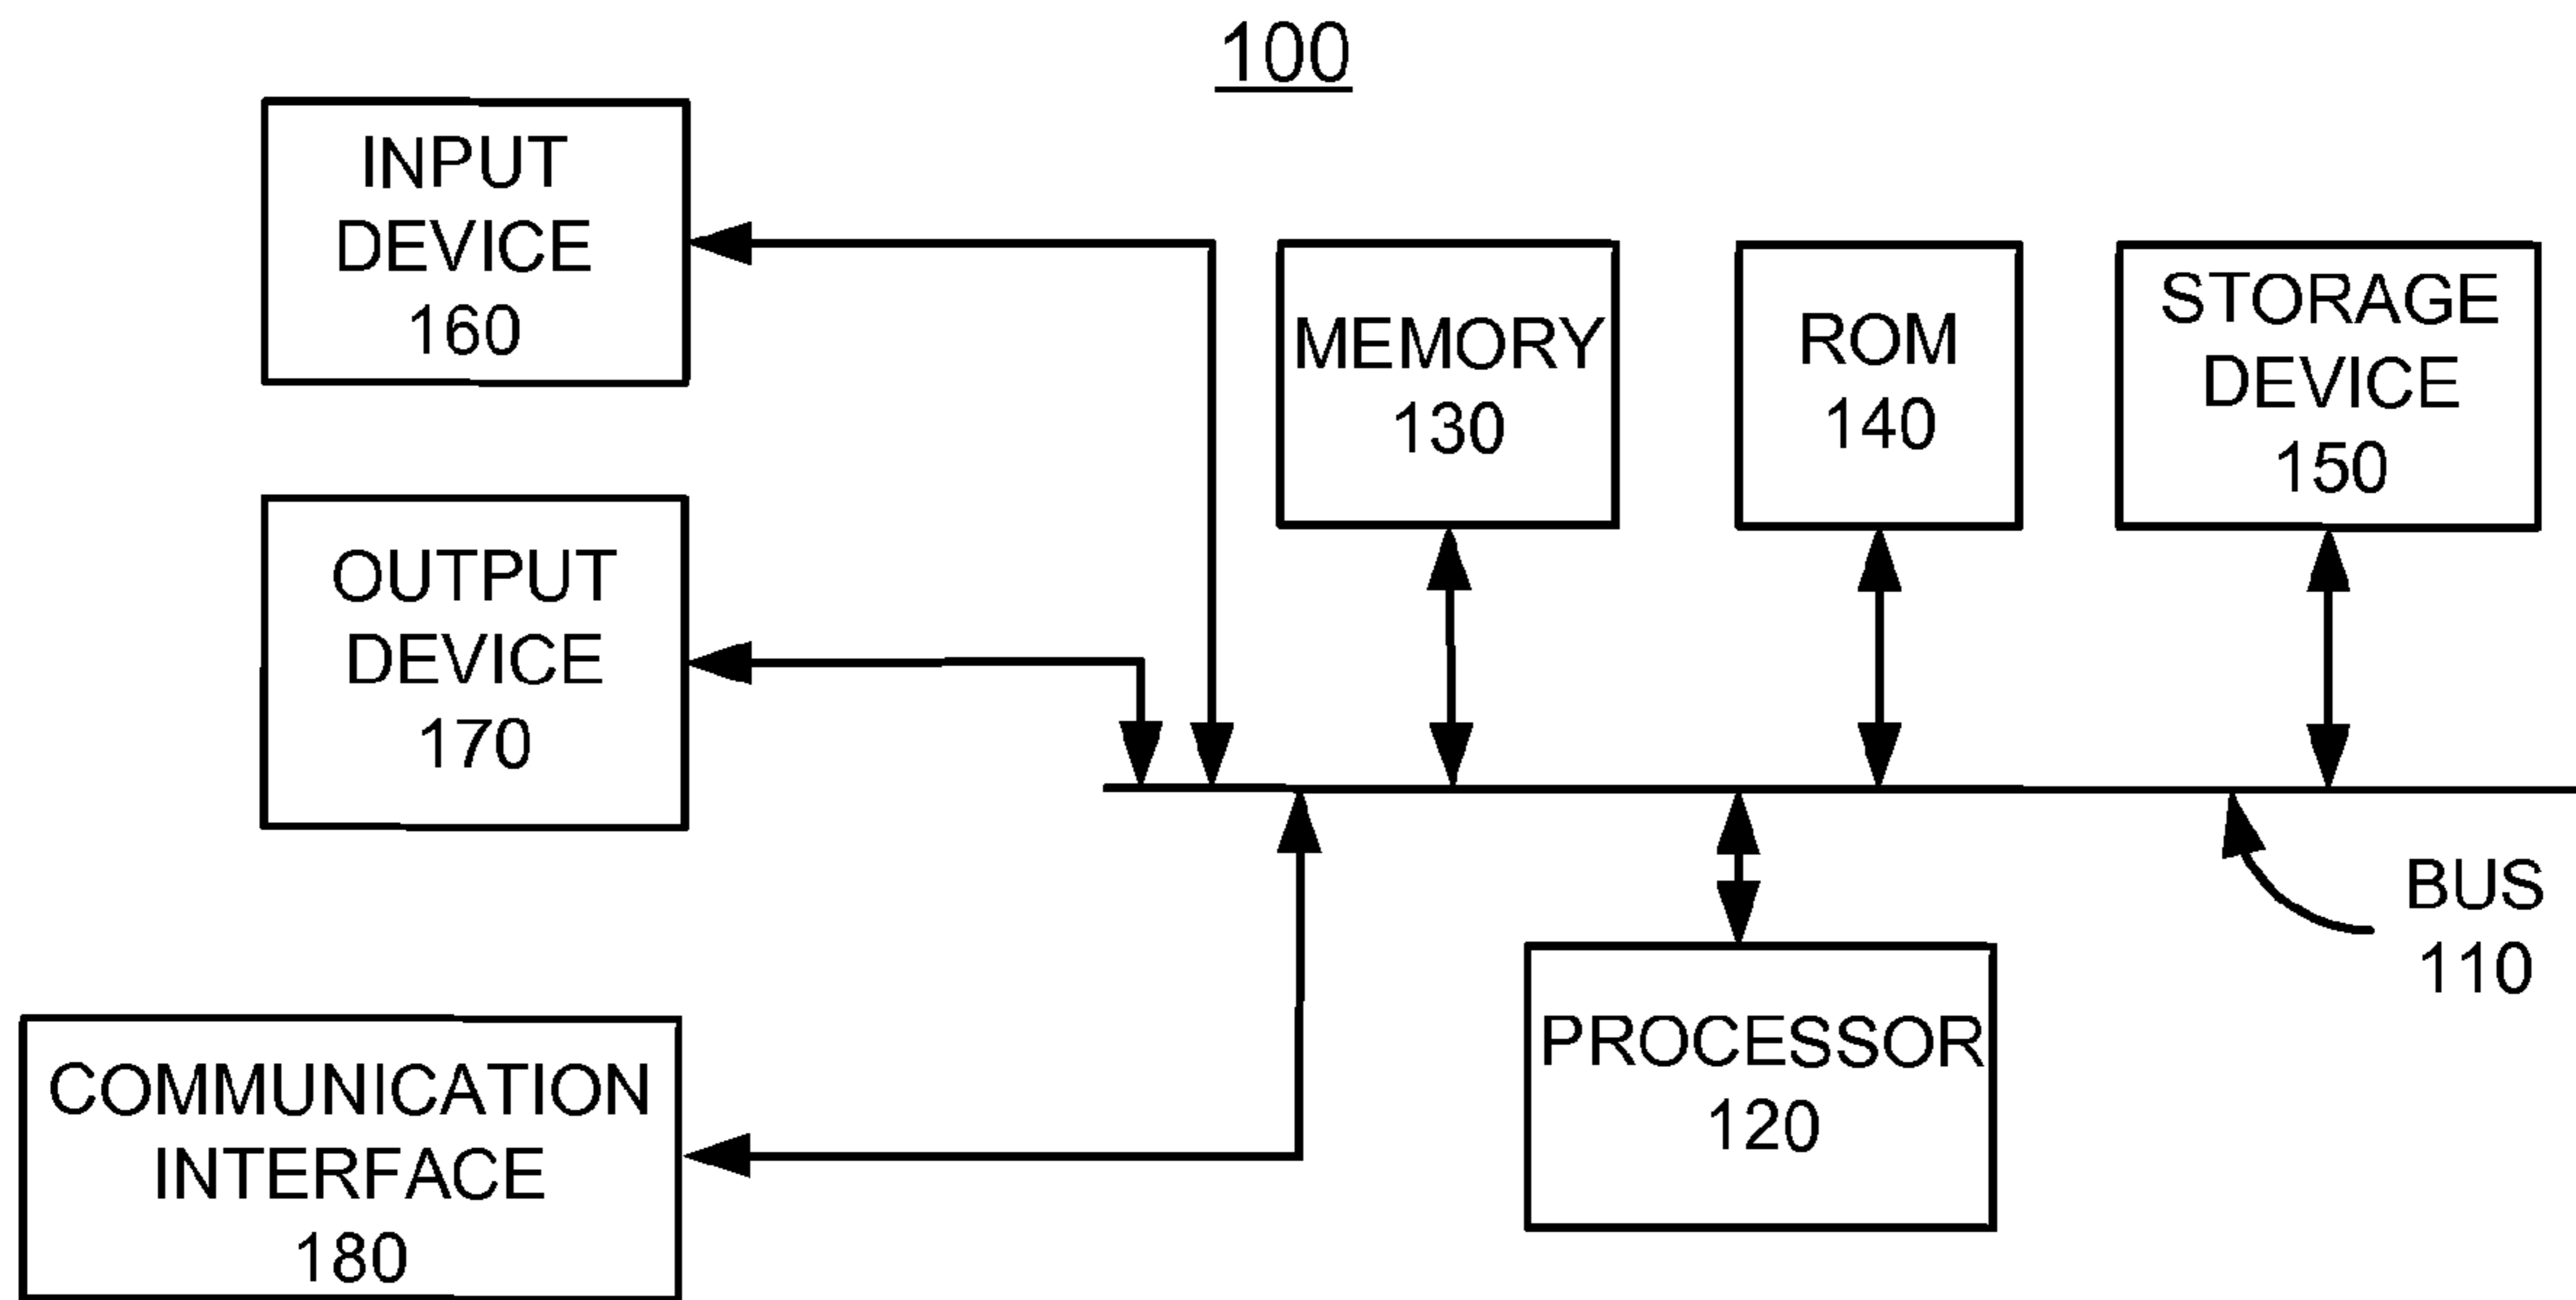 100
INPUT
DEVICE
160
MEMORY
130
ROM
140
STORAGE
DEVICE
150
OUTPUT
DEVICE
170
BUS
110
PROCESSOR
120
COMMUNICATION
INTERFACE
180